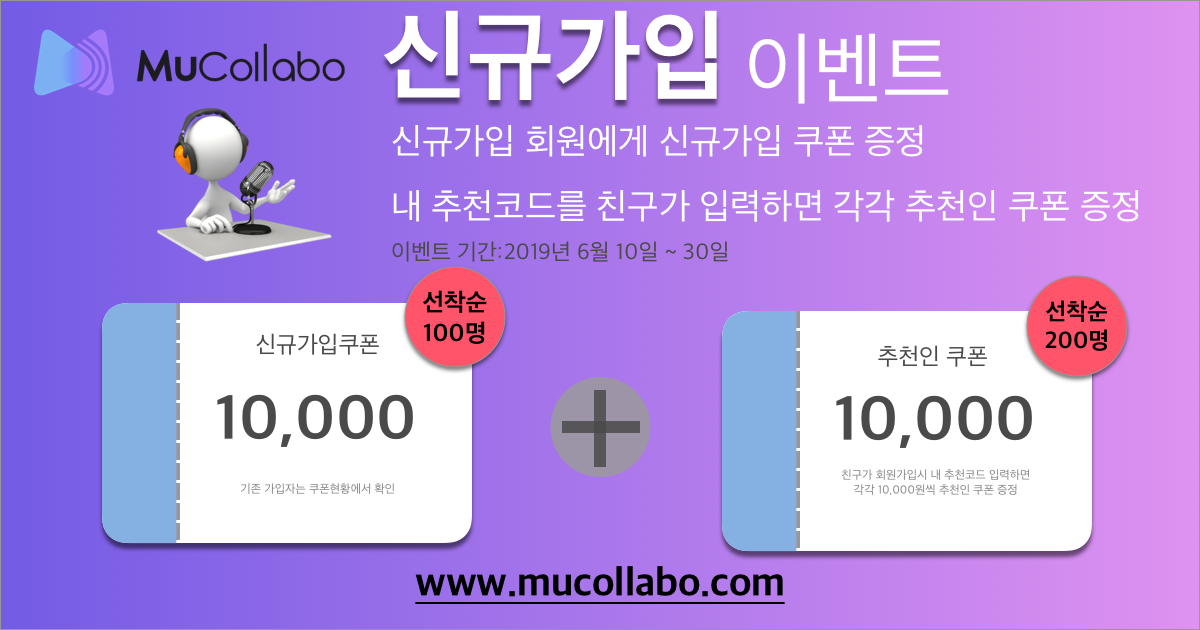 MuCollabo
신규가입 이벤트
신규가입 회원에게 신규가입 쿠폰 증정
내 추천코드를 친구가 입력하면 각각 추천인 쿠폰 증정
이벤트 기간:2019년 6월 10일 ~ 30일
선착순
100명
신규가입쿠폰
10,000
기존 가입자는 쿠폰현황에서 확인
선착순
200명
추천인 쿠폰
10,000
친구가 회원가입시 내 추천코드 입력하면
각각 10,000원씩 추천인 쿠폰 증정
www.mucollabo.com